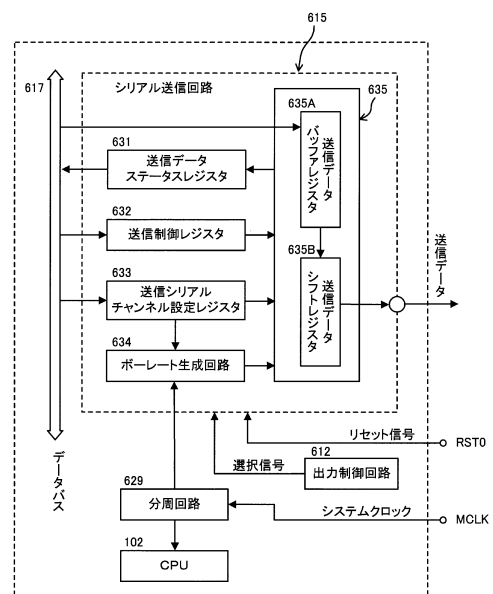 615
617
シリアル送信回路
635
635A
送信データ
バッファレジスタ
631
送信データ
ステータスレジスタ
632
送信制御レジスタ
635B
送信データ
シフトレジスタ
送信データ
633
送信シリアル
チャンネル設定レジスタ
634
ボーレート生成回路
データバス
リセット信号
RST0
選択信号
612
出力制御回路
629
分周回路
システムクロック
MCLK
102
CPU